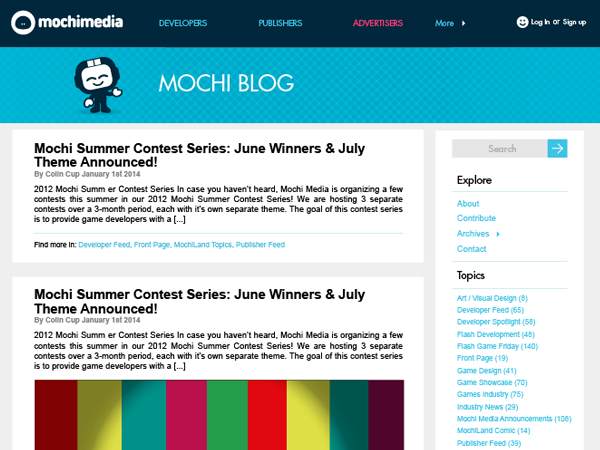 mochimedia
DEVELOPERS
PUBLISHERS
ADVERTISERS
More
Log In or Sign up
MOCHI BLOG
Mochi Summer Contest Series: June Winners & July
Theme Announced!
By Colin Cup January 1st 2014
2012 Mochi Summ er Contest Series In case you haven't heard, Mochi Media is organizing a few
contests this summer in our 2012 Mochi Summer Contest Series! We are hosting 3 separate
contests over a 3-month period, each with it's own separate theme. The goal of this contest series
is to provide game developers with a [...]
Find more in: Developer Feed, Front Page, MochiLand Topics, Publisher Feed
Mochi Summer Contest Series: June Winners & July
Theme Announced!
By Colin Cup January 1st 2014
2012 Mochi Summ er Contest Series In case you haven't heard, Mochi Media is organizing a few
contests this summer in our 2012 Mochi Summer Contest Series! We are hosting 3 separate
contests over a 3-month period, each with it's own separate theme. The goal of this contest series
is to provide game developers with a [...]
Search
Explore
About
Contribute
Archives
Contact
Topics
Art / Visual Design (8)
Developer Feed (65)
Developer Spotlight (58)
Flash Development (48)
Flash Game Friday (140)
Front Page (19)
Game Design (41)
Game Showcase (70)
Games Industry (75)
Industry News (29)
Mochi Media Announcements (106)
MochiLand Comic (14)
Publisher Feed (39)